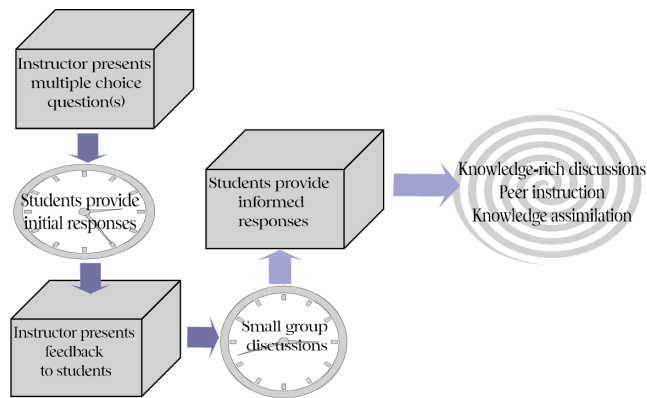 Instructor presents
multiple choice
question(s)
Students provide
initial responses
Instructor presents
feedback
to students
Small group
discussions
Students provide
informed
responses
Knowledge-rich discussions
Peer instruction
Knowledge assimilation